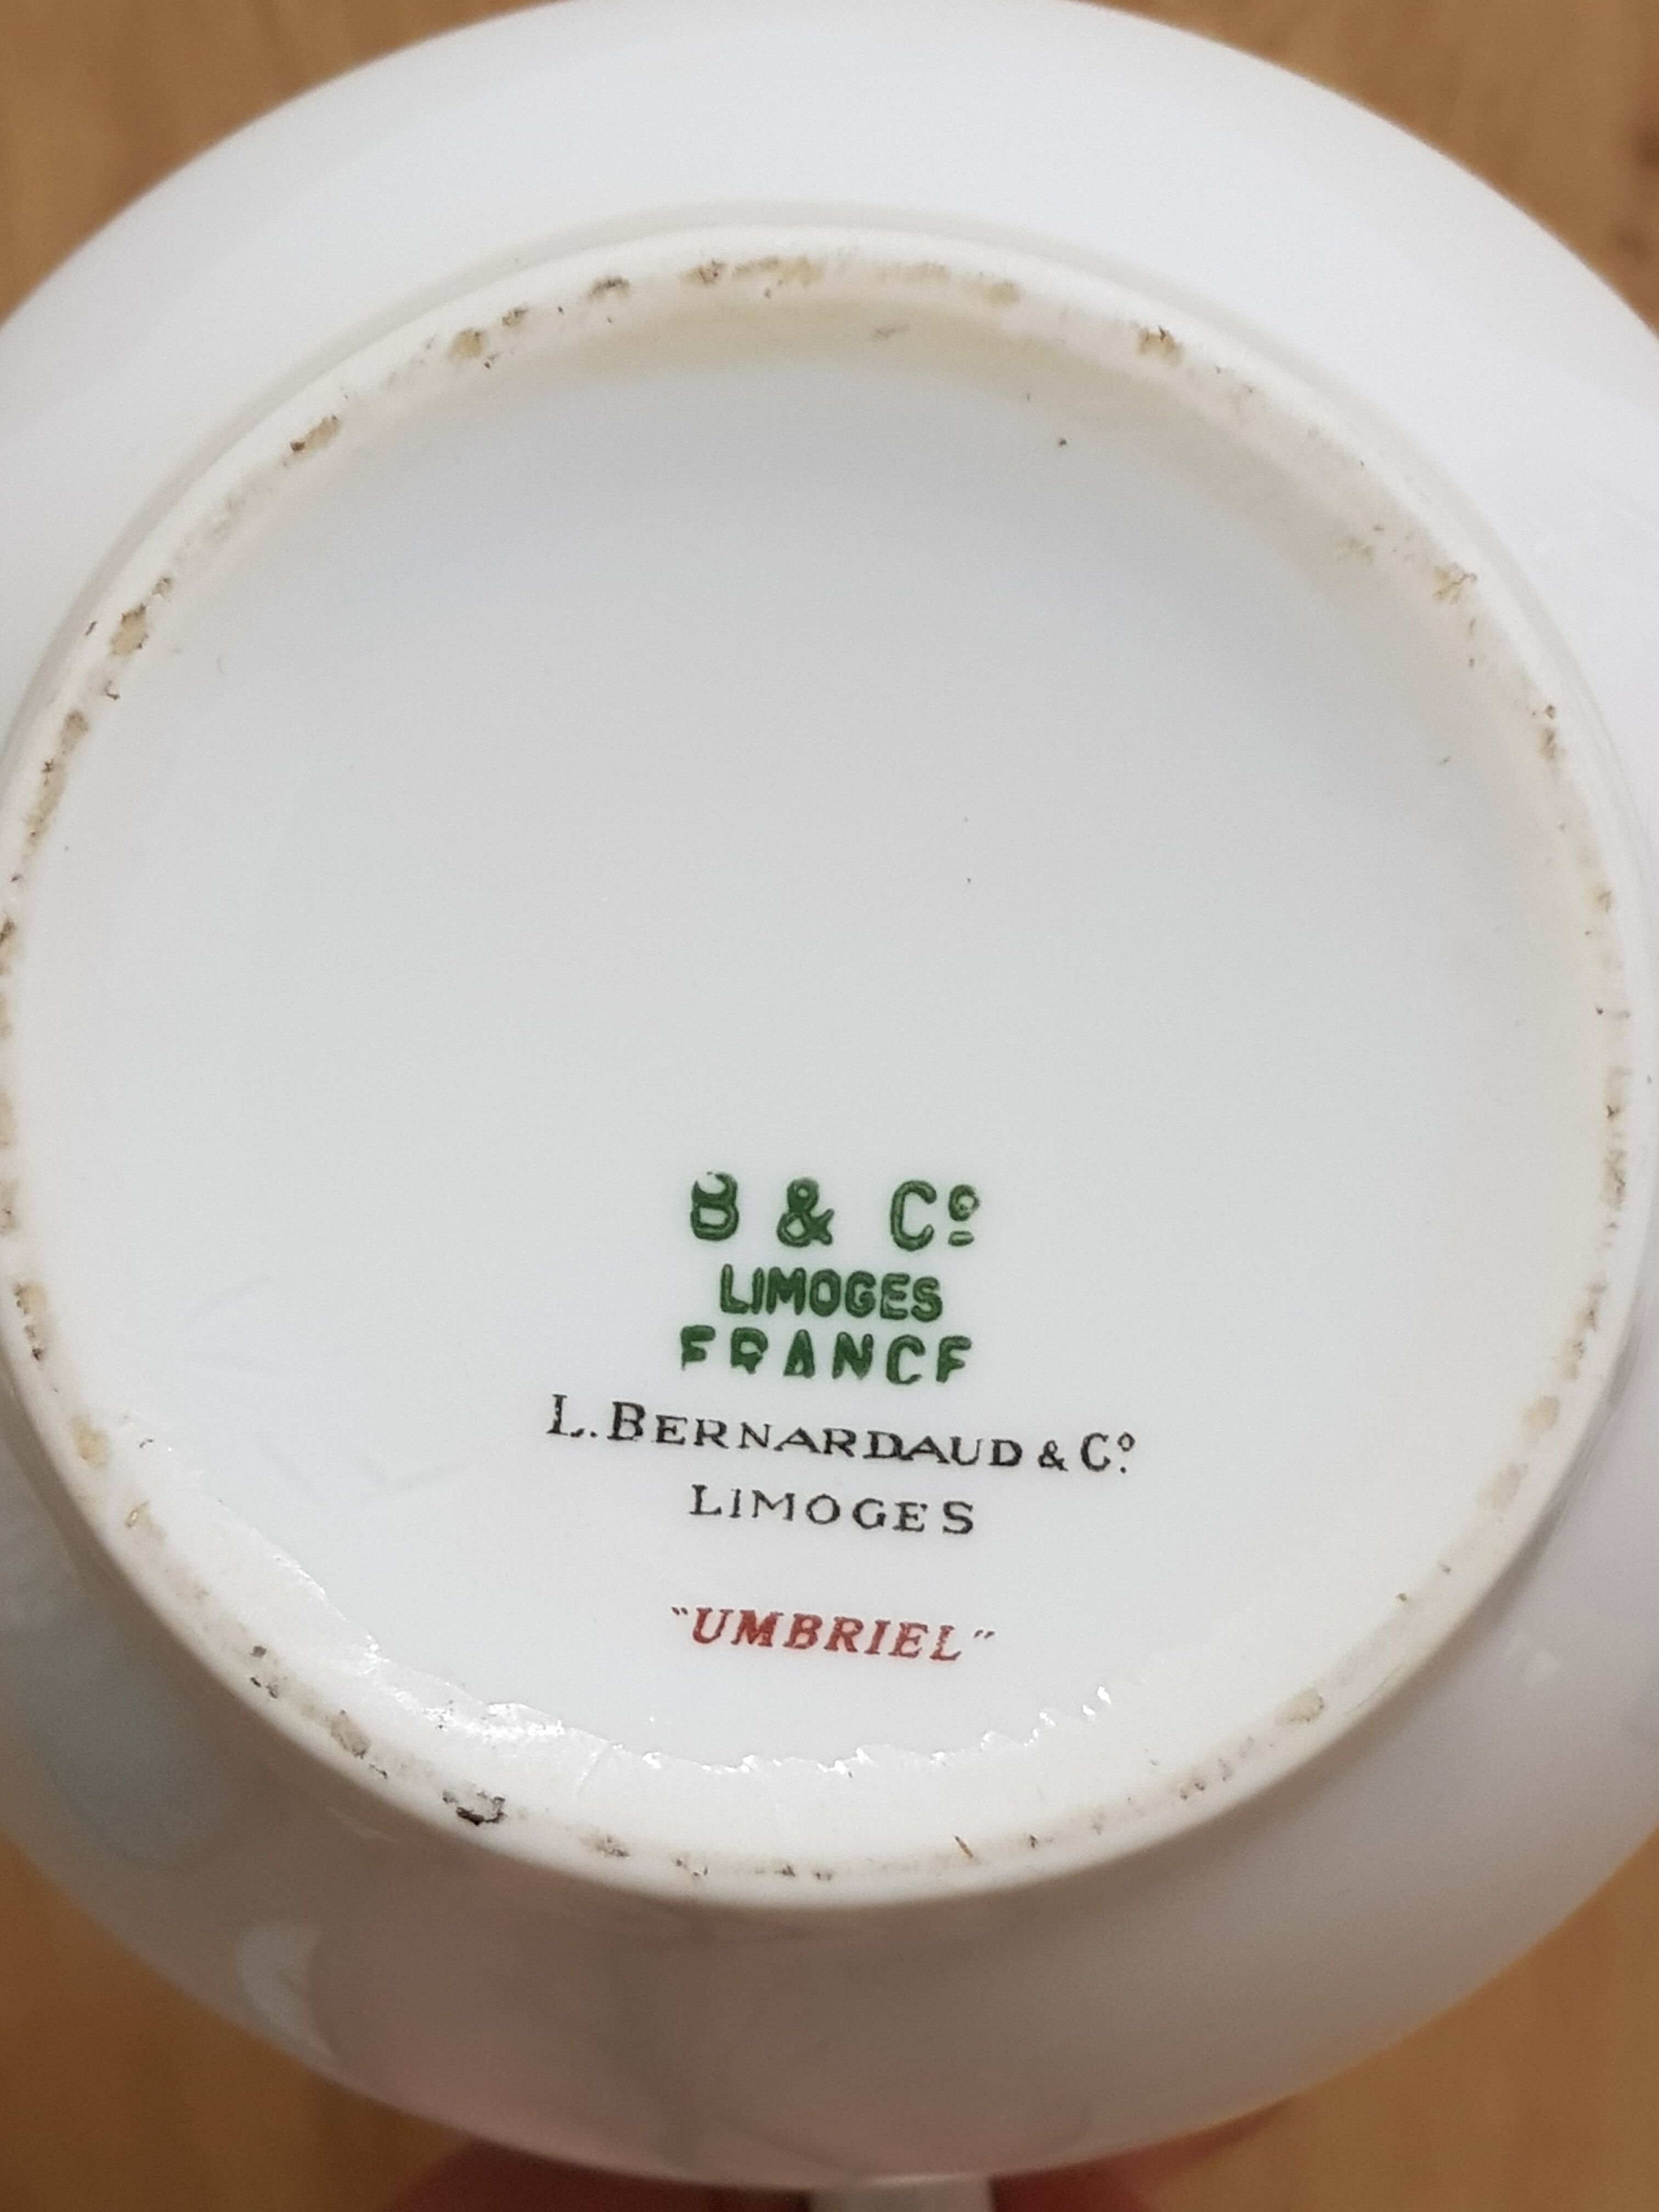 B & Cº
LIMOGES
FRANCE
L. BERNARDAUD & Cº.
LIMOGES
"UMBRIEL"